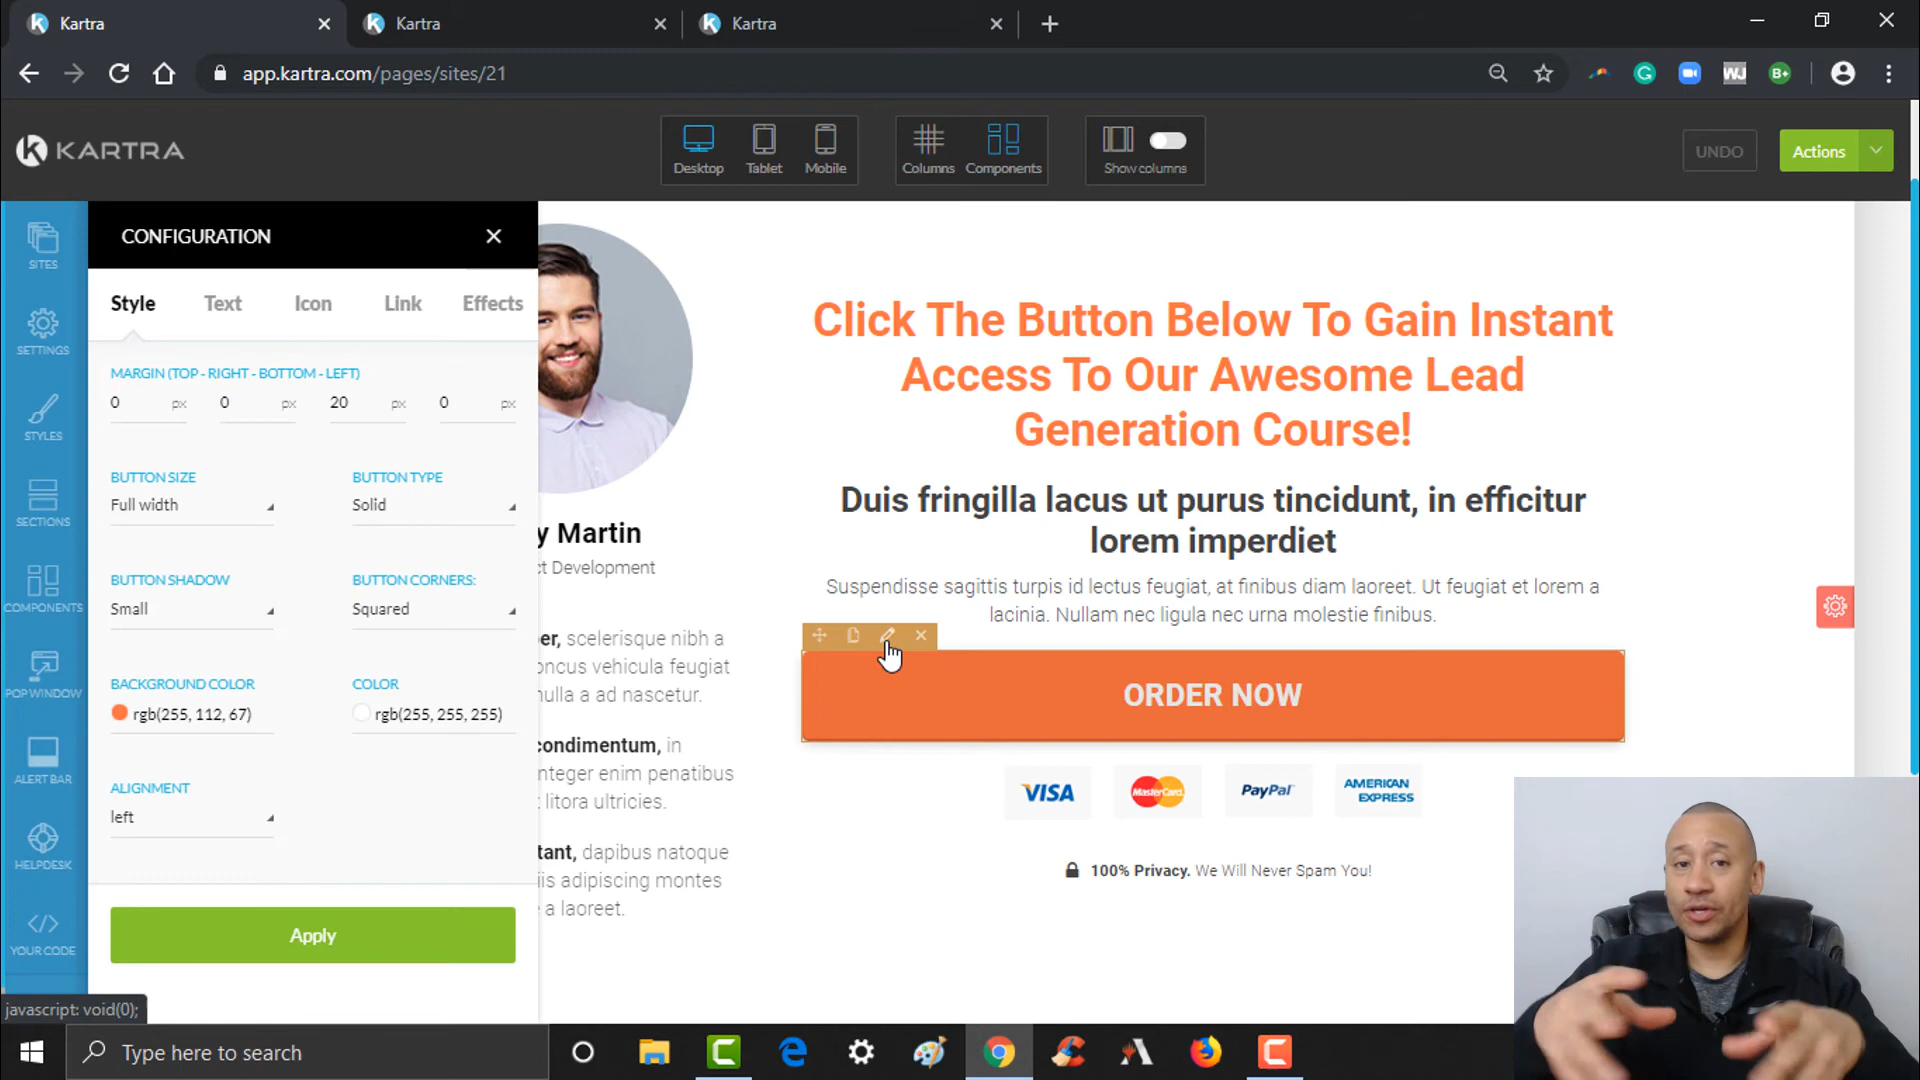 Kartra
Kartra
Kartra
app.kartra.com/pages/sites/21
WJ
B+
KARTRA
Desktop
Tablet
Mobile
Columns
Components
Show columns
UNDO
Actions
SITES
SETTINGS
STYLES
SECTIONS
COMPONENTS
POP WINDOW
ALERT BAR
HELPDESK
YOUR CODE
CONFIGURATION
Style
Text
Icon
Link
Effects
MARGIN (TOP - RIGHT - BOTTOM - LEFT)
0 px 0 px 20 px 0 px
BUTTON SIZE
Full width
BUTTON TYPE
Solid
BUTTON SHADOW
Small
BUTTON CORNERS:
Squared
BACKGROUND COLOR
rgb(255, 112, 67)
COLOR
rgb(255, 255, 255)
ALIGNMENT
left
Apply
y Martin
ct Development
er, scelerisque nibh a
oncus vehicula feugiat
nulla a ad nascetur.
condimentum, in
nteger enim penatibus
t litora ultricies.
tant, dapibus natoque
iis adipiscing montes
e a laoreet.
Click The Button Below To Gain Instant
Access To Our Awesome Lead
Generation Course!
Duis fringilla lacus ut purus tincidunt, in efficitur
lorem imperdiet
Suspendisse sagittis turpis id lectus feugiat, at finibus diam laoreet. Ut feugiat et lorem a
lacinia. Nullam nec ligula nec urna molestie finibus.
ORDER NOW
VISA
MasterCard
PayPal
AMERICAN
EXPRESS
100% Privacy. We Will Never Spam You!
javascript: void(0);
Type here to search